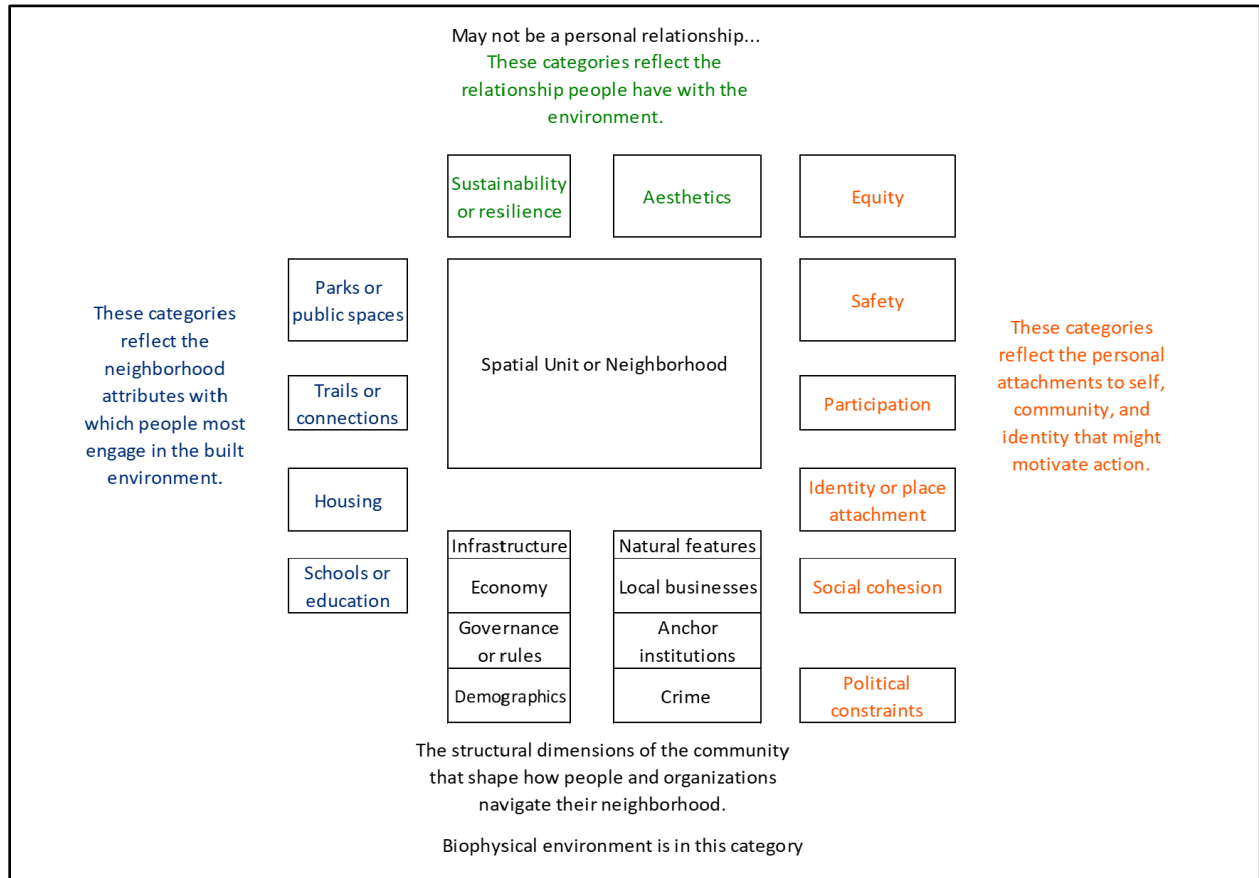 May not be a personal relationship...
These categories reflect the
relationship people have with the
environment.
Sustainability
or resilience
Aesthetics
Equity
These categories
reflect the
neighborhood
attributes with
which people most
engage in the built
environment.
Parks or
public spaces
Trails or
connections
Housing
Schools or
education
Spatial Unit or Neighborhood
Safety
Participation
Identity or place
attachment
Social cohesion
Political
constraints
These categories
reflect the personal
attachments to self,
community, and
identity that might
motivate action.
Infrastructure
Economy
Governance
or rules
Demographics
Natural features
Local businesses
Anchor
institutions
Crime
The structural dimensions of the community
that shape how people and organizations
navigate their neighborhood.
Biophysical environment is in this category